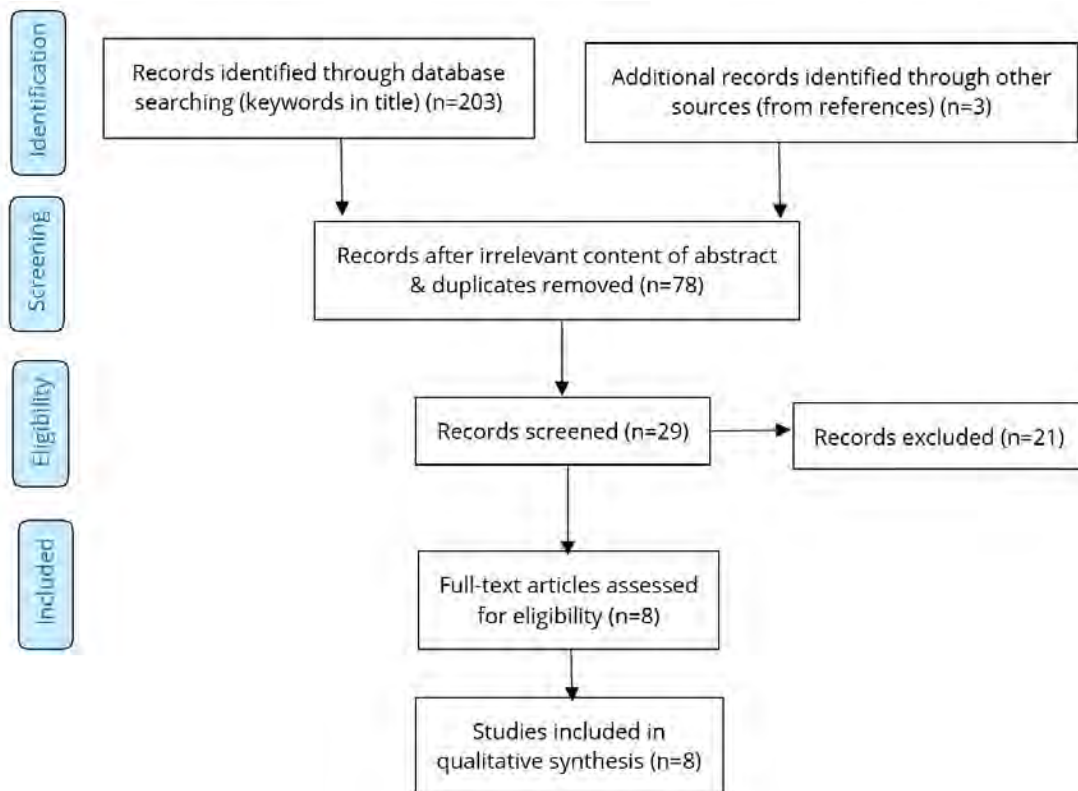 Identification
Records identified through database
searching (keywords in title) (n=203)
Additional records identified through other
sources (from references) (n=3)
Screening
Records after irrelevant content of abstract
& duplicates removed (n=78)
Eligibility
Records screened (n=29)
Records excluded (n=21)
Included
Full-text articles assessed
for eligibility (n=8)
Studies included in
qualitative synthesis (n=8)